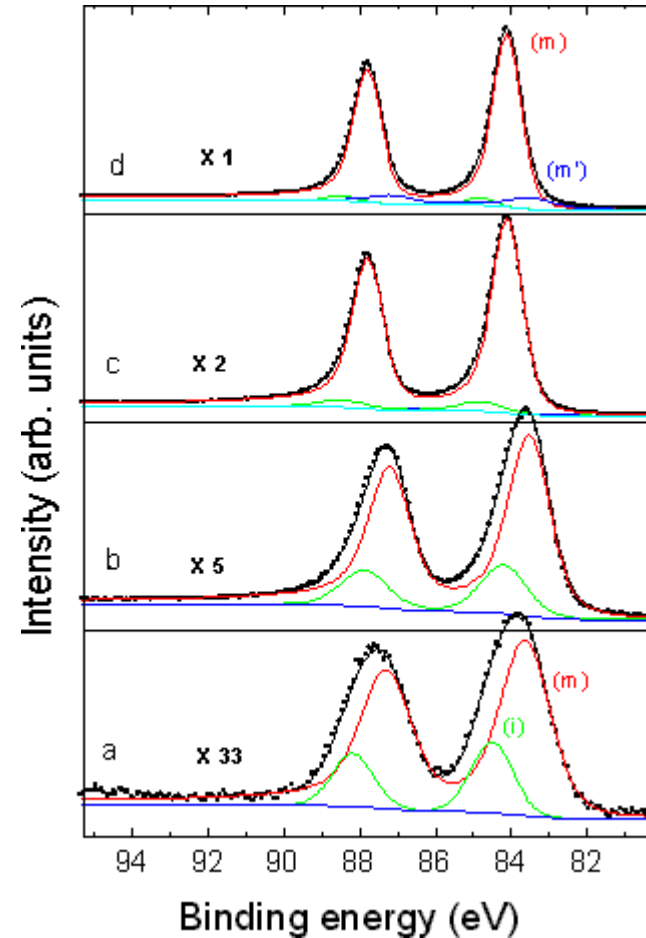 (m)
(m')
d X 1
c X 2
b X 5
(m)
(i)
a X 33
94 92 90 88 86 84 82
Binding energy (eV)
Intensity (arb. units)